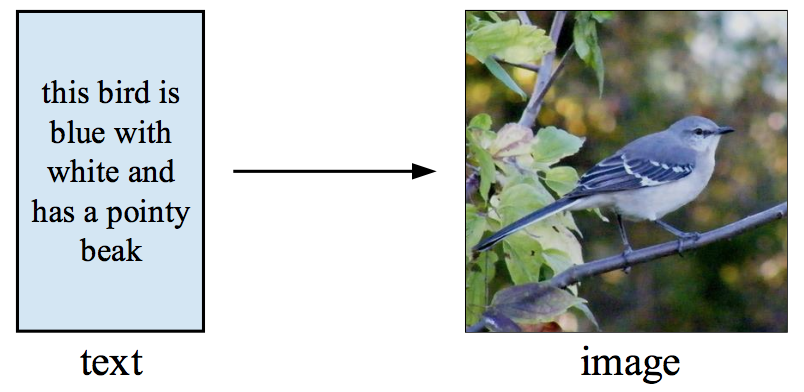 this bird is
blue with
white and
has a pointy
beak
text
image